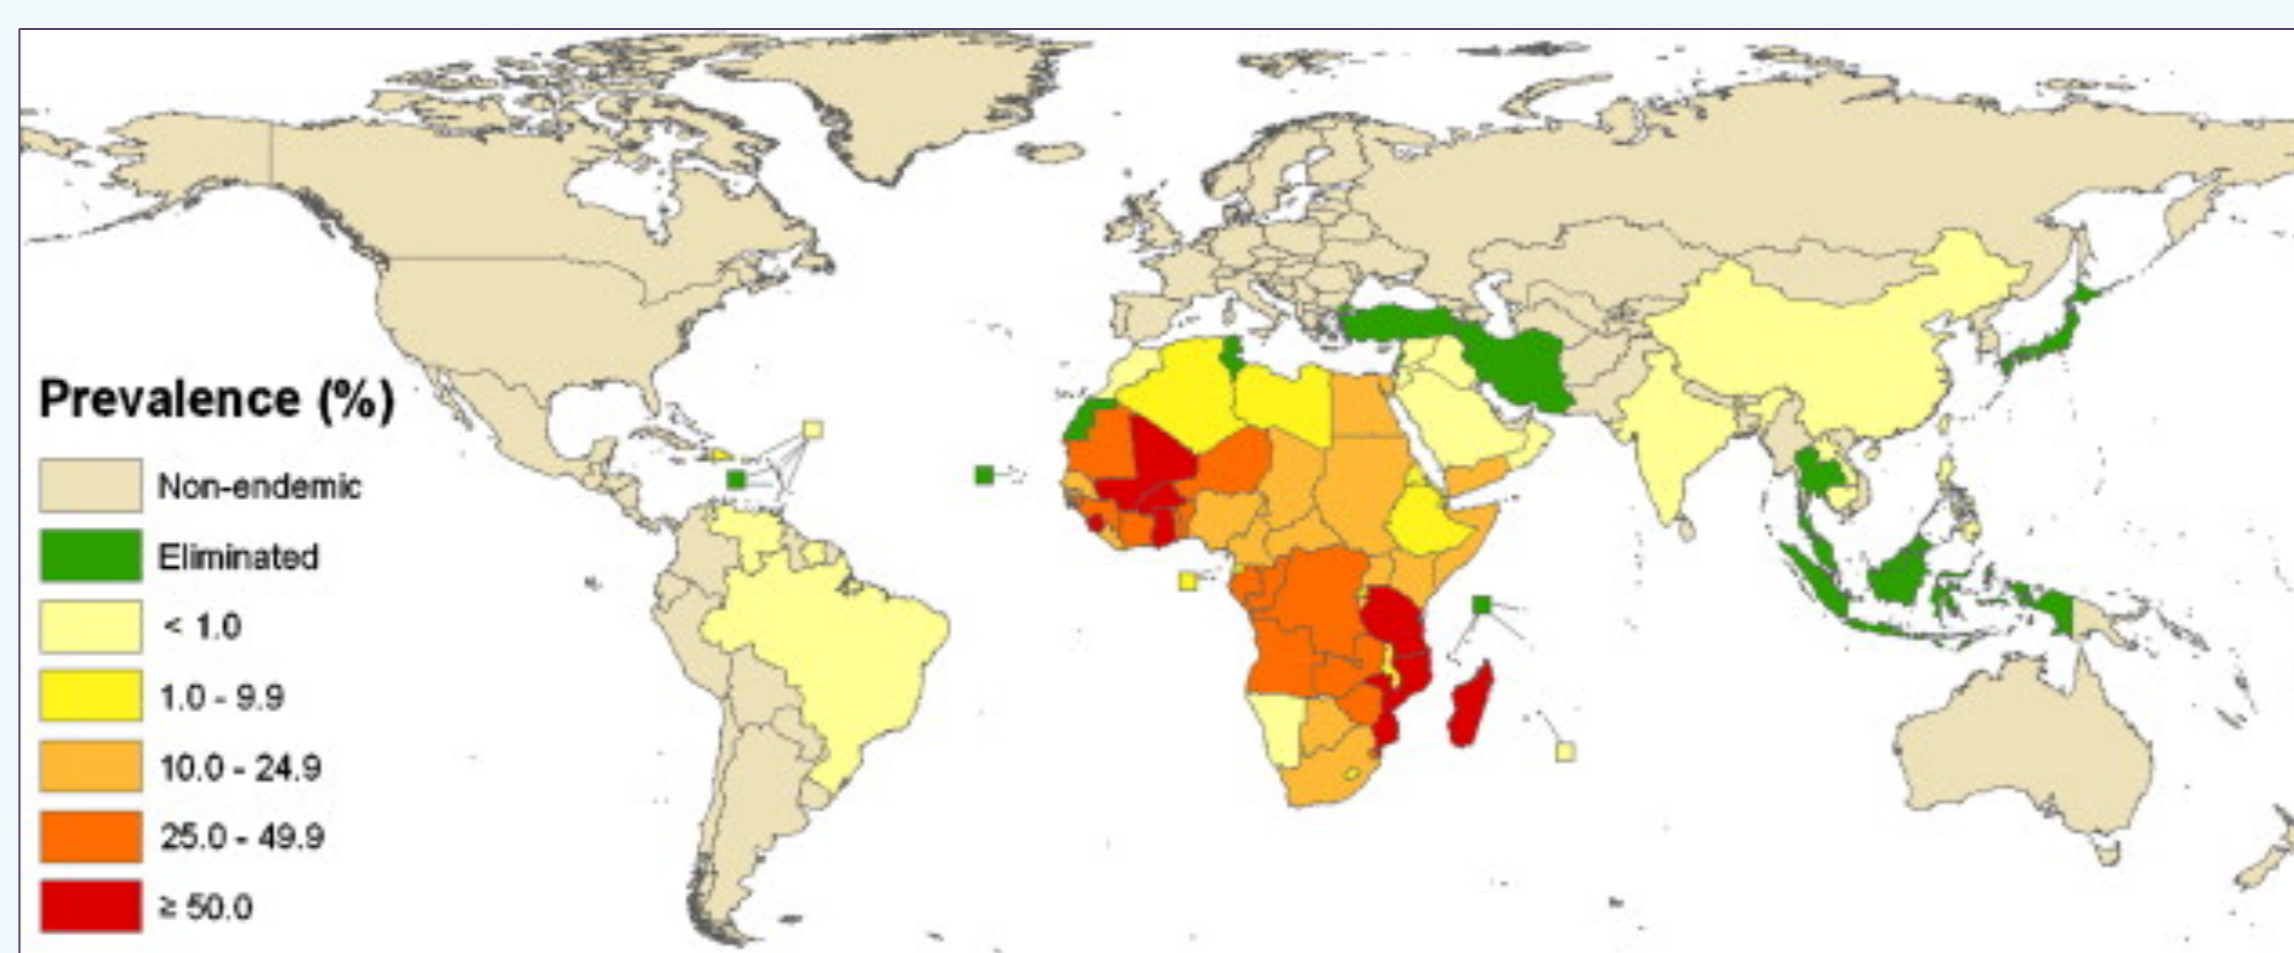 Prevalence (%)
Non-endemic
Eliminated
< 1.0
1.0 - 9.9
10.0 - 24.9
25.0 - 49.9
≥ 50.0